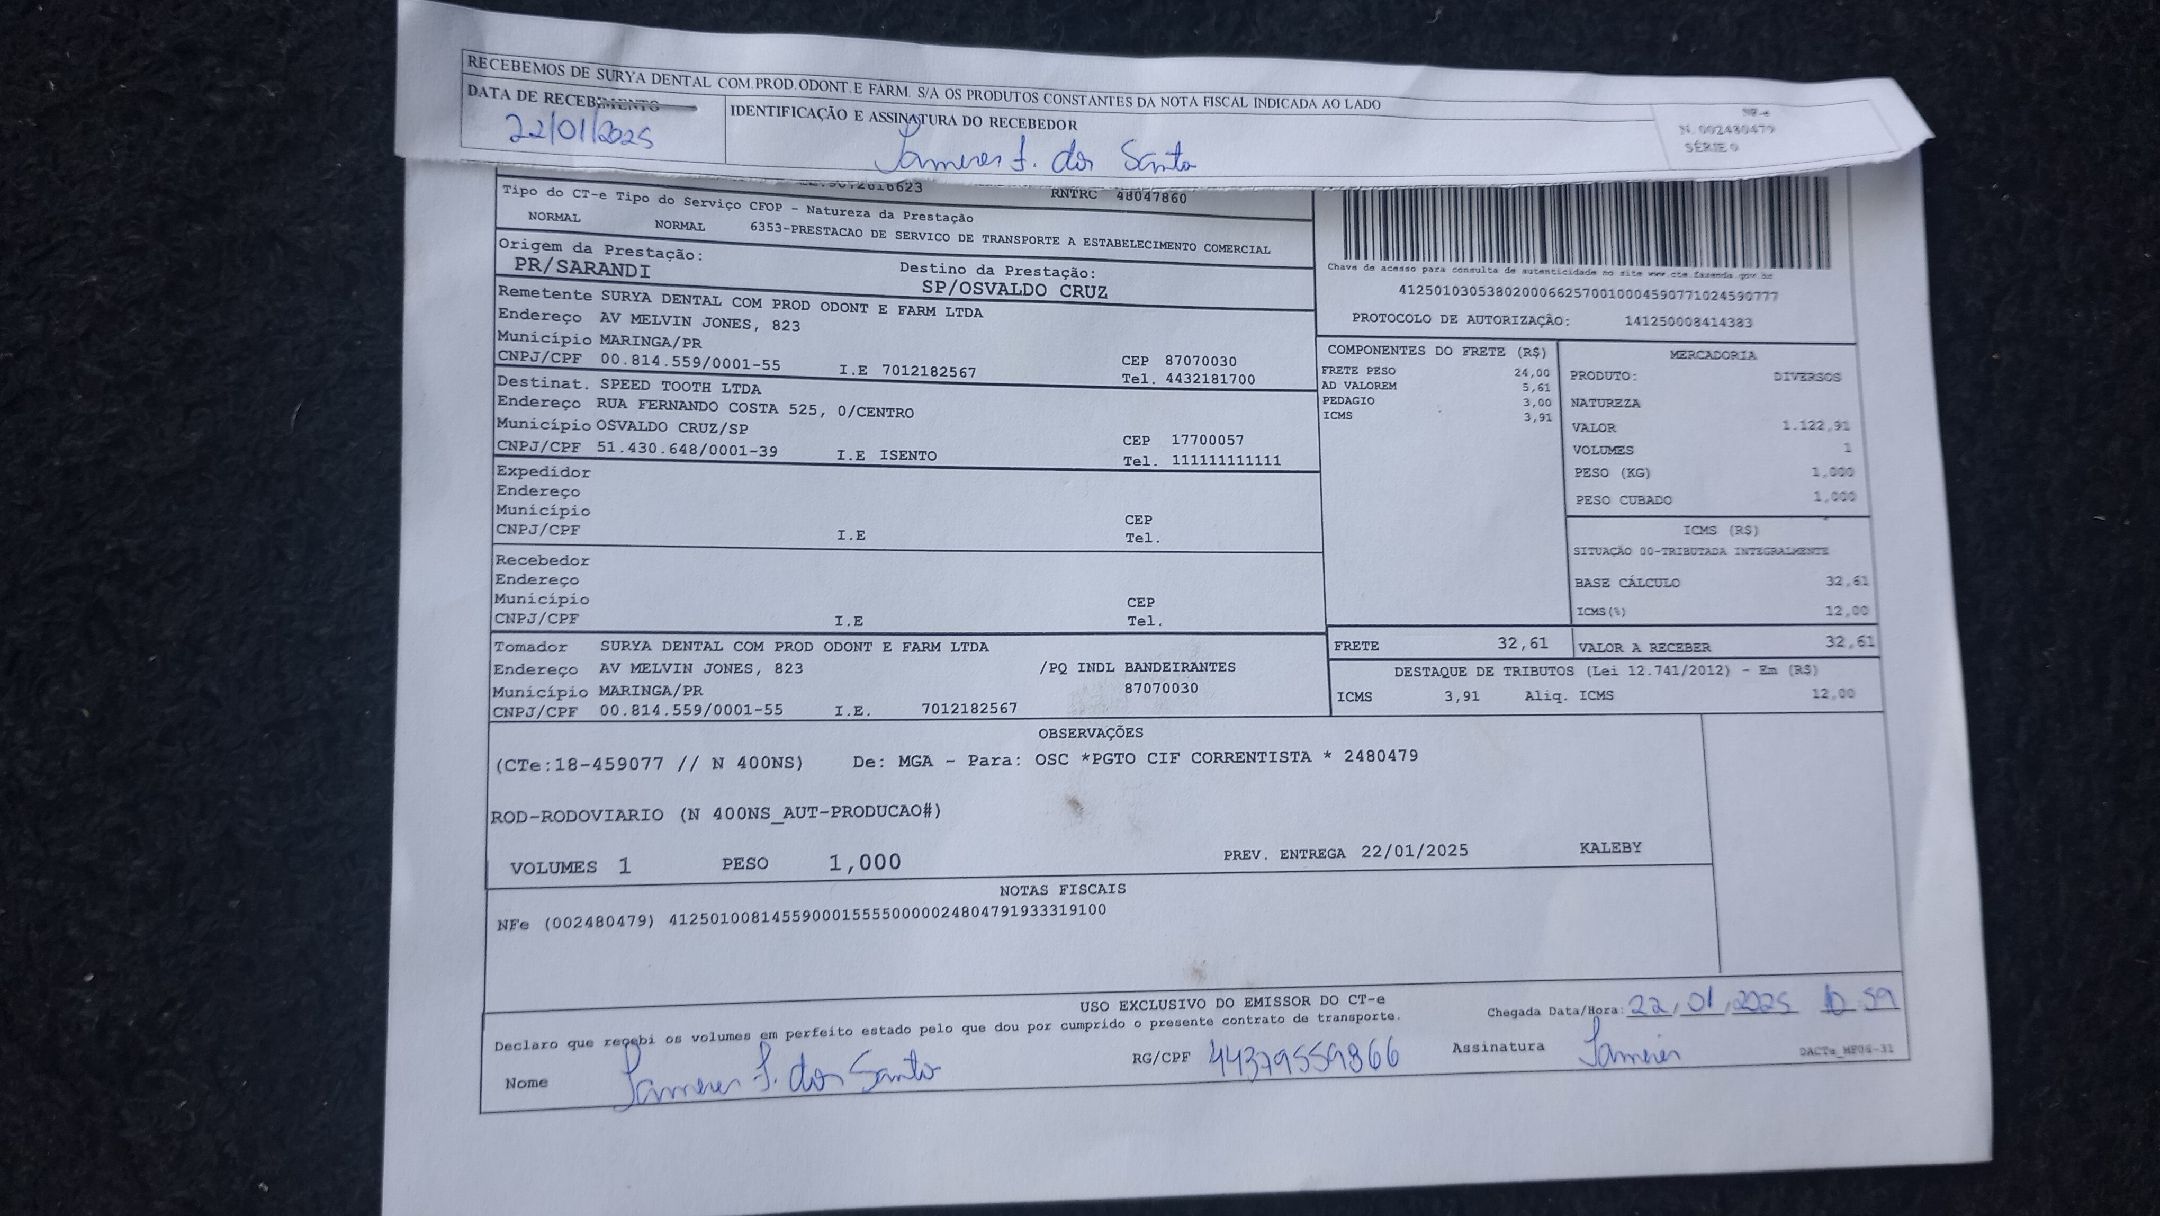 RECEBEMOS DE SURYA DENTAL COM.PROD.ODONT.E FARM. S/A OS PRODUTOS CONSTANTES DA NOTA FISCAL INDICADA AO LADO
DATA DE RECEBIMENTO
IDENTIFICAÇÃO E ASSINATURA DO RECEBEDOR
NF-e
N. 002480479
SÉRIE 0
22/01/2025
dos Santo
RNTRC 48047860
Tipo do CT-e Tipo do Serviço CFOP - Natureza da Prestação
NORMAL NORMAL 6353-PRESTACAO DE SERVICO DE TRANSPORTE A ESTABELECIMENTO COMERCIAL
Origem da Prestação: Destino da Prestação:
PR/SARANDI SP/OSVALDO CRUZ
Remetente SURYA DENTAL COM PROD ODONT E FARM LTDA
Endereço AV MELVIN JONES, 823
Município MARINGA/PR CEP 87070030
CNPJ/CPF 00.814.559/0001-55 I.E 7012182567 Tel. 4432181700
Destinat. SPEED TOOTH LTDA
Endereço RUA FERNANDO COSTA 525, 0/CENTRO
Município OSVALDO CRUZ/SP CEP 17700057
CNPJ/CPF 51.430.648/0001-39 I.E ISENTO Tel. 111111111111
Expedidor
Endereço
Município CEP
CNPJ/CPF I.E Tel.
Recebedor
Endereço
Município CEP
CNPJ/CPF I.E Tel.
Tomador SURYA DENTAL COM PROD ODONT E FARM LTDA
Endereço AV MELVIN JONES, 823 /PQ INDL BANDEIRANTES
Município MARINGA/PR 87070030
CNPJ/CPF 00.814.559/0001-55 I.E. 7012182567
Chave de acesso para consulta de autenticidade no site www.cte.fazenda.gov.br
41250103053802000662570010004590771024590777
PROTOCOLO DE AUTORIZAÇÃO: 141250008414383
COMPONENTES DO FRETE (R$)
FRETE PESO 24,00
AD VALOREM 5,61
PEDAGIO 3,00
ICMS 3,91
MERCADORIA
PRODUTO: DIVERSOS
NATUREZA
VALOR 1.122,91
VOLUMES 1
PESO (KG) 1,000
PESO CUBADO 1,000
ICMS (R$)
SITUAÇÃO 00-TRIBUTADA INTEGRALMENTE
BASE CÁLCULO 32,61
ICMS(%) 12,00
FRETE 32,61 VALOR A RECEBER 32,61
DESTAQUE DE TRIBUTOS (Lei 12.741/2012) - Em (R$)
ICMS 3,91 Aliq. ICMS 12,00
OBSERVAÇÕES
(CTe:18-459077 // N 400NS) De: MGA - Para: OSC *PGTO CIF CORRENTISTA * 2480479
ROD-RODOVIARIO (N 400NS_AUT-PRODUCAO#)
VOLUMES 1 PESO 1,000 PREV. ENTREGA 22/01/2025 KALEBY
NOTAS FISCAIS
NFe (002480479) 41250100814559000155550000024804791933319100
USO EXCLUSIVO DO EMISSOR DO CT-e
Declaro que recebi os volumes em perfeito estado pelo que dou por cumprido o presente contrato de transporte.
Chegada Data/Hora: 22/01/2025
Nome dos Santo RG/CPF 44379559866 Assinatura
DACTe_MF06-31